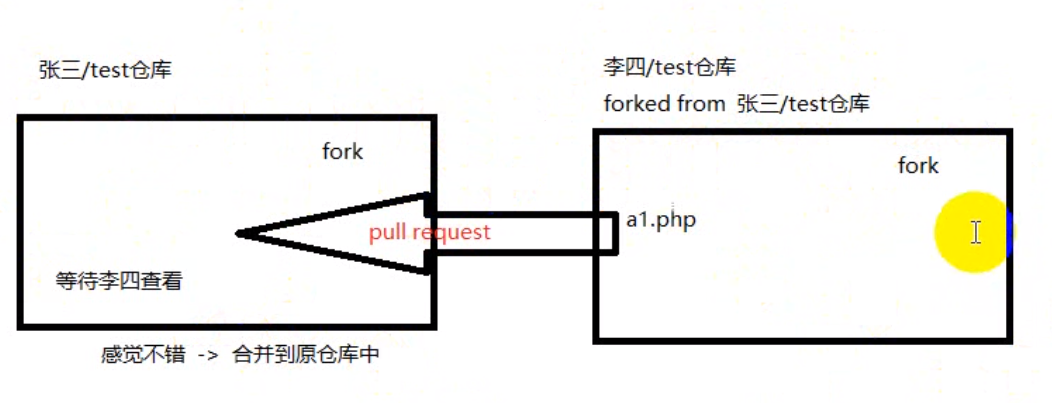 张三/test仓库
fork
pull request
等待李四查看
感觉不错 -> 合并到原仓库中
李四/test仓库
forked from 张三/test仓库
fork
a1.php